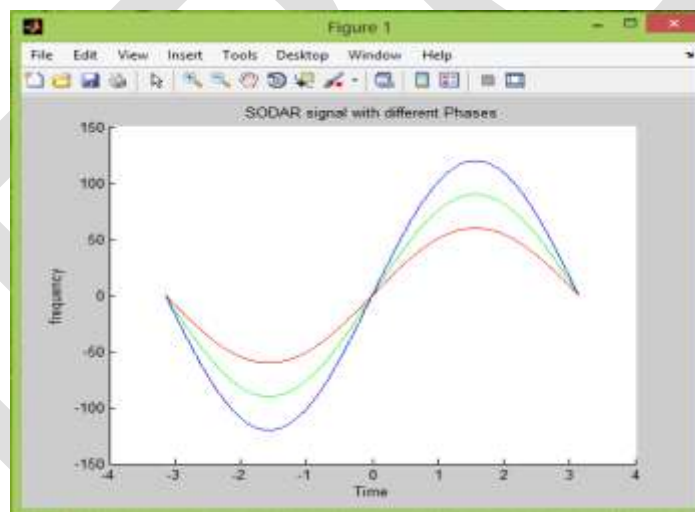 Figure 1
File Edit View Insert Tools Desktop Window Help
SODAR signal with different Phases
150
100
50
0
-50
-100
-150
frequency
-4 -3 -2 -1 0 1 2 3 4
Time